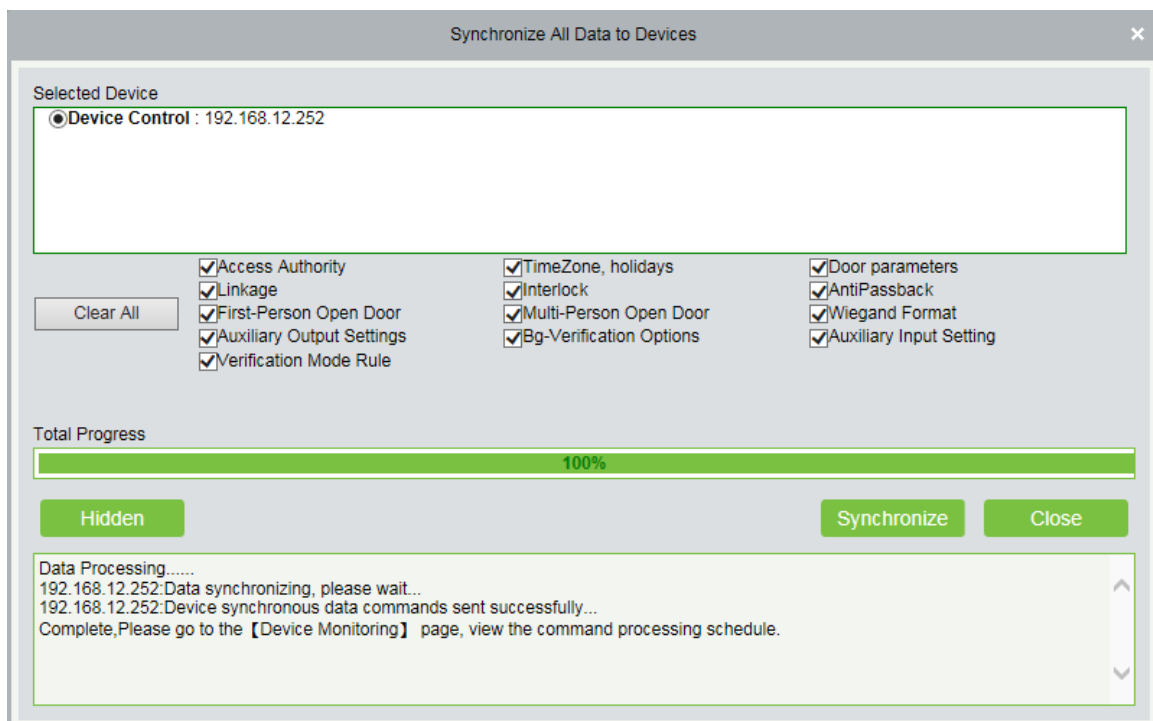 Synchronize All Data to Devices
Selected Device
Device Control : 192.168.12.252
Access Authority TimeZone, holidays Door parameters
Linkage Interlock AntiPassback
Clear All First-Person Open Door Multi-Person Open Door Wiegand Format
Auxiliary Output Settings Bg-Verification Options Auxiliary Input Setting
Verification Mode Rule
Total Progress
100%
Hidden Synchronize Close
Data Processing......
192.168.12.252:Data synchronizing, please wait...
192.168.12.252:Device synchronous data commands sent successfully...
Complete,Please go to the【Device Monitoring】 page, view the command processing schedule.